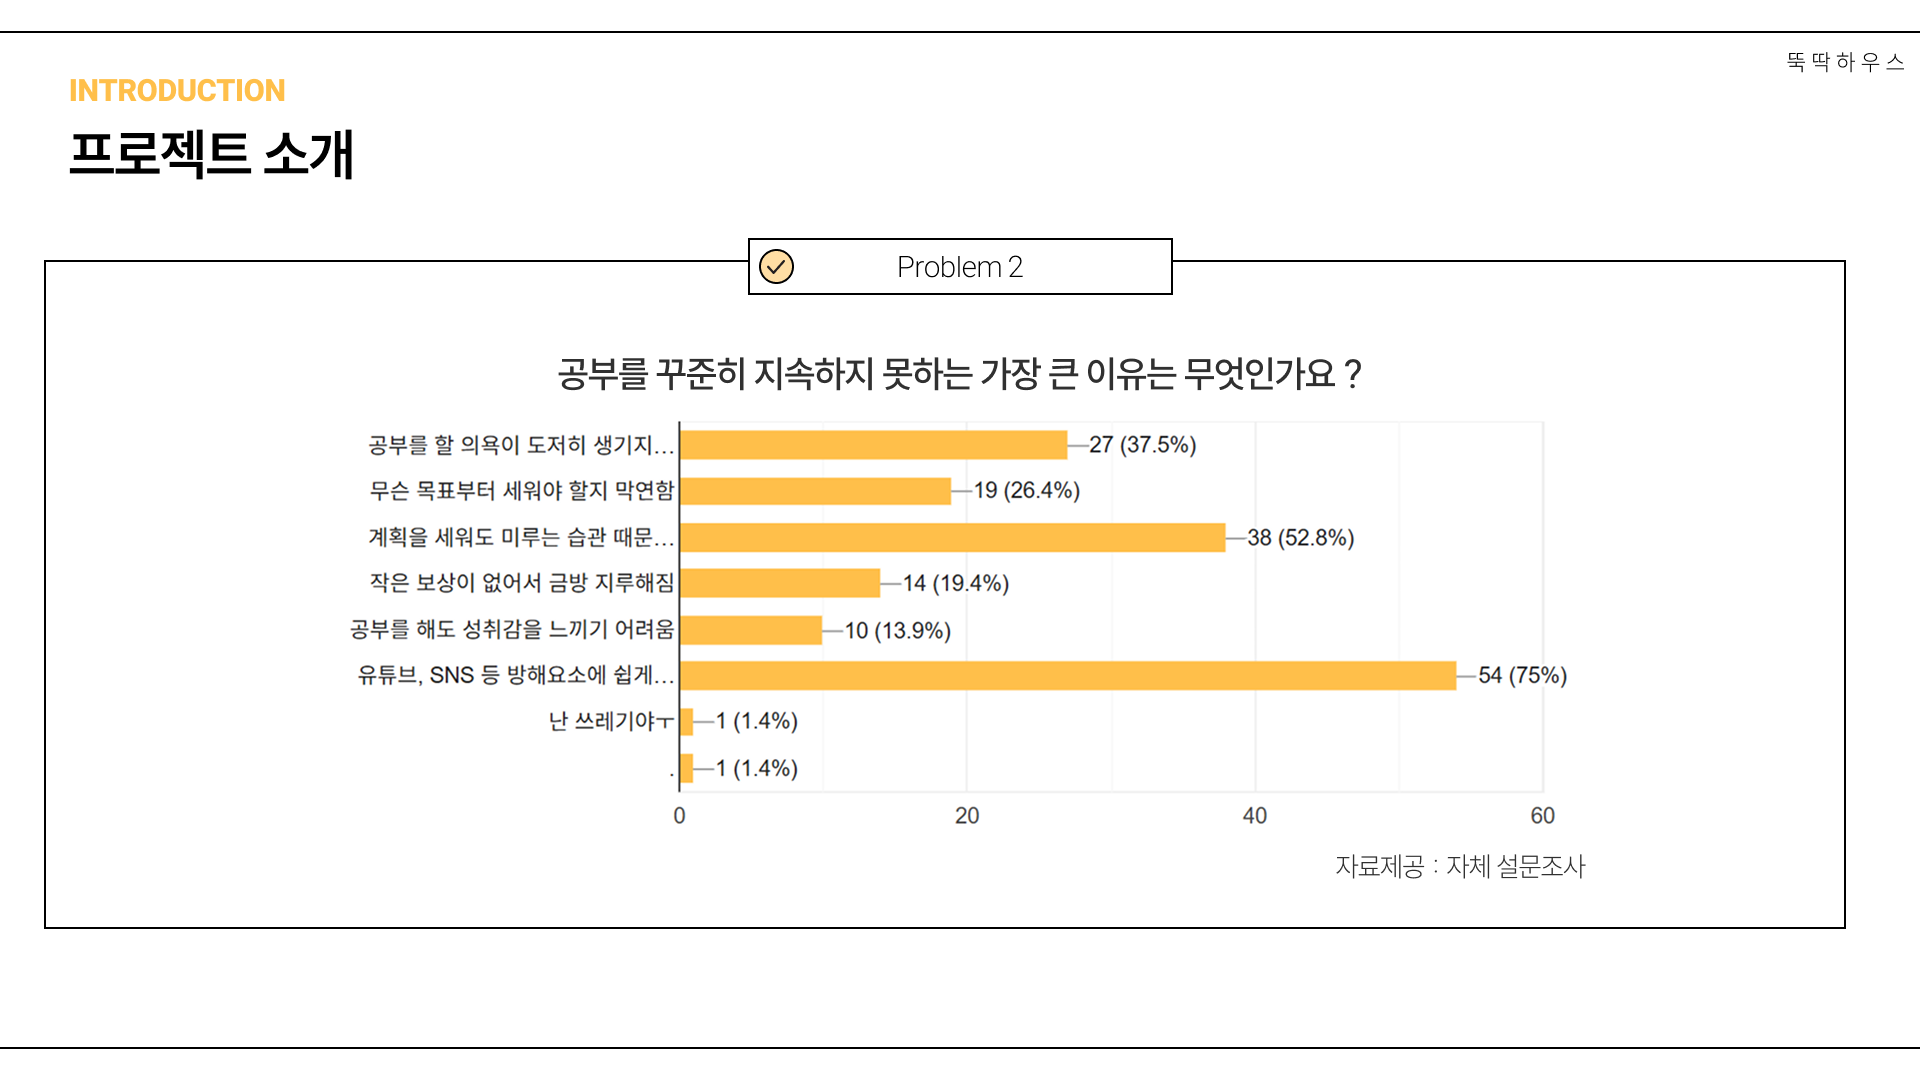 뚝딱하우스
INTRODUCTION
프로젝트 소개
Problem 2
공부를 꾸준히 지속하지 못하는 가장 큰 이유는 무엇인가요 ?
공부를 할 의욕이 도저히 생기지... 27 (37.5%)
무슨 목표부터 세워야 할지 막연함 19 (26.4%)
계획을 세워도 미루는 습관 때문... 38 (52.8%)
작은 보상이 없어서 금방 지루해짐 14 (19.4%)
공부를 해도 성취감을 느끼기 어려움 10 (13.9%)
유튜브, SNS 등 방해요소에 쉽게... 54 (75%)
난 쓰레기야ㅜ 1 (1.4%)
. 1 (1.4%)
0 20 40 60
자료제공 : 자체 설문조사